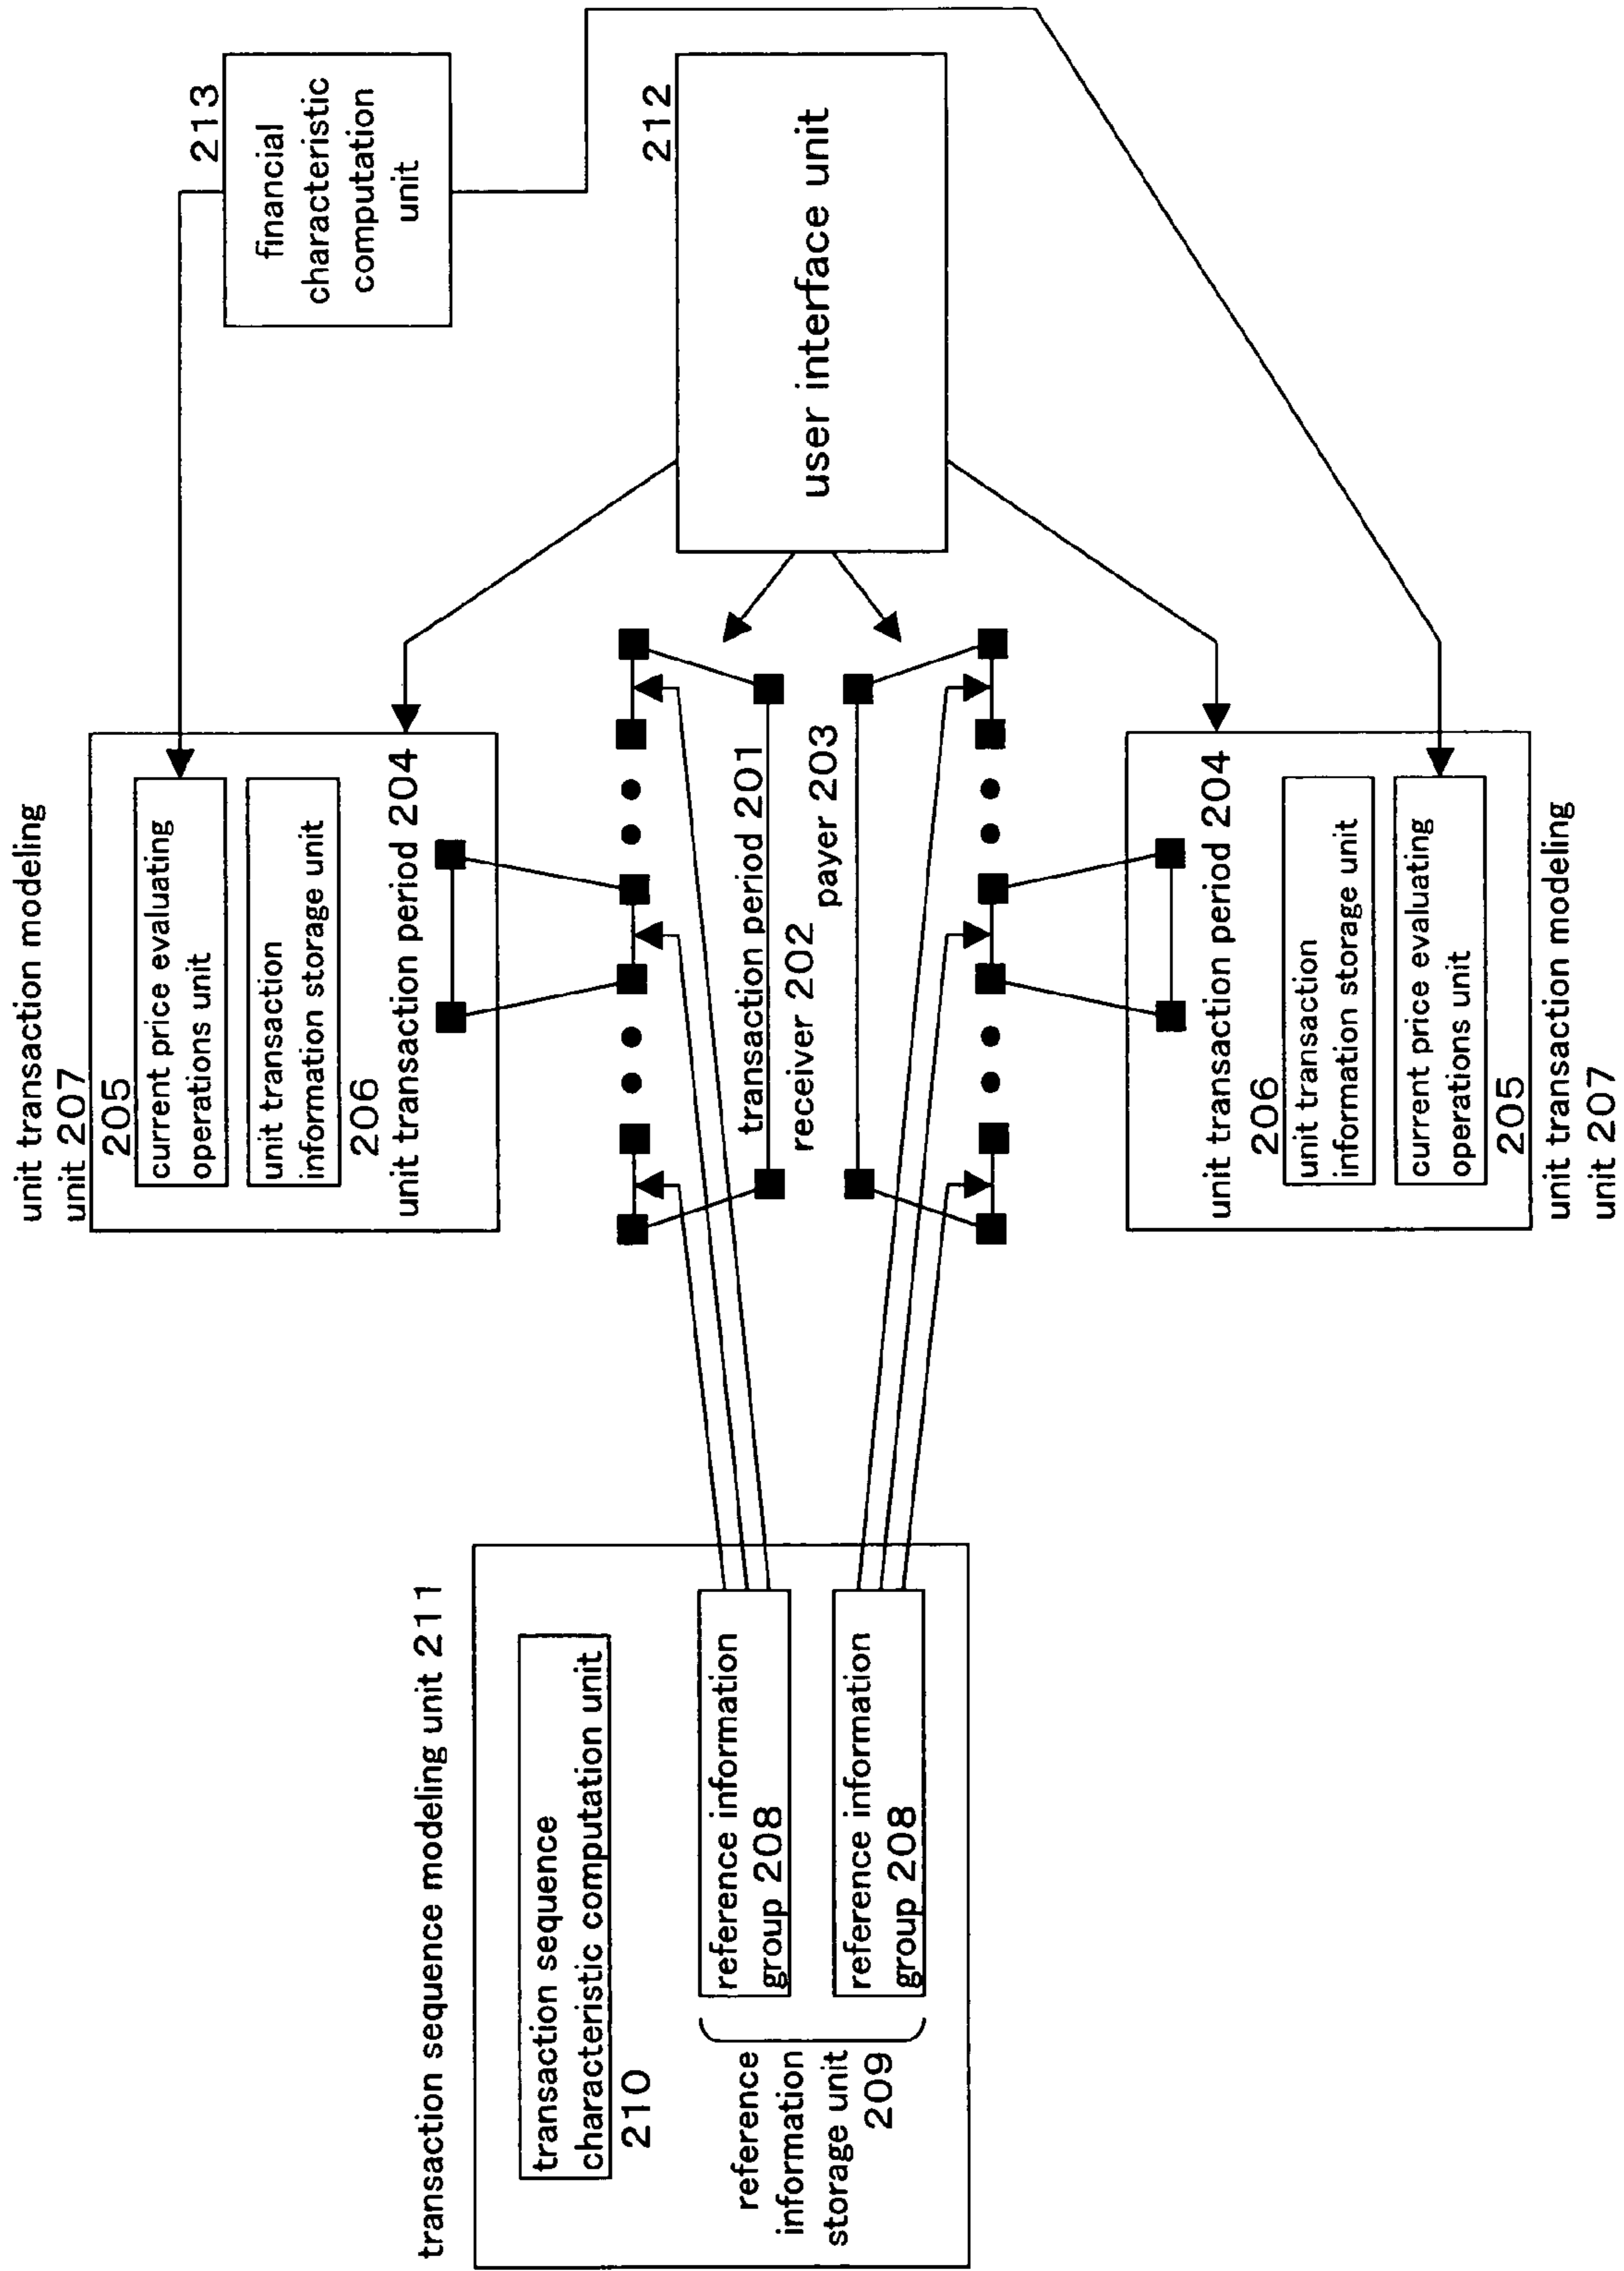 unit transaction modeling
unit 207
205
current price evaluating
operations unit
unit transaction
information storage unit
206
unit transaction period 204
213
financial
characteristic
computation
unit
transaction sequence modeling unit 211
transaction sequence
characteristic computation unit
210
reference information
group 208
reference information
group 208
reference
information
storage unit
209
transaction period 201
receiver 202
payer 203
212
user interface unit
unit transaction period 204
206
unit transaction
information storage unit
current price evaluating
operations unit
205
unit transaction modeling
unit 207